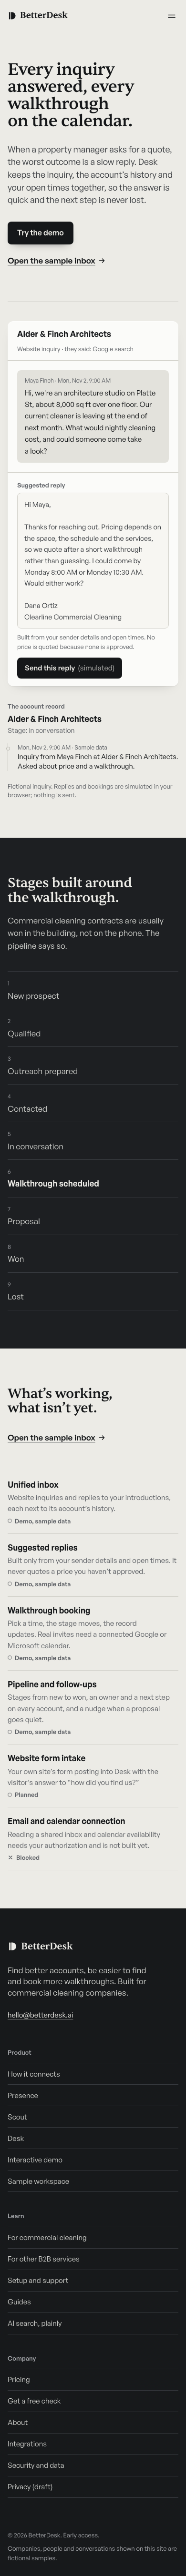 BetterDesk
Every inquiry
answered, every
walkthrough
on the calendar.
When a property manager asks for a quote,
the worst outcome is a slow reply. Desk
keeps the inquiry, the account's history and
your open times together, so the answer is
quick and the next step is never lost.
Try the demo
Open the sample inbox →
Alder & Finch Architects
Website inquiry · they said: Google search
Maya Finch · Mon, Nov 2, 9:00 AM
Hi, we're an architecture studio on Platte
St, about 8,000 sq ft over one floor. Our
current cleaner is leaving at the end of
next month. What would nightly cleaning
cost, and could someone come take
a look?
Suggested reply
Hi Maya,
Thanks for reaching out. Pricing depends on
the space, the schedule and the services,
so we quote after a short walkthrough
rather than guessing. I could come by
Monday 8:00 AM or Monday 10:30 AM.
Would either work?
Dana Ortiz
Clearline Commercial Cleaning
Built from your sender details and open times. No
price is quoted because none is approved.
Send this reply (simulated)
The account record
Alder & Finch Architects
Stage: In conversation
Mon, Nov 2, 9:00 AM · Sample data
Inquiry from Maya Finch at Alder & Finch Architects.
Asked about price and a walkthrough.
Fictional inquiry. Replies and bookings are simulated in your
browser; nothing is sent.
Stages built around
the walkthrough.
Commercial cleaning contracts are usually
won in the building, not on the phone. The
pipeline says so.
1
New prospect
2
Qualified
3
Outreach prepared
4
Contacted
5
In conversation
6
Walkthrough scheduled
7
Proposal
8
Won
9
Lost
What's working,
what isn't yet.
Open the sample inbox →
Unified inbox
Website inquiries and replies to your introductions,
each next to its account's history.
Demo, sample data
Suggested replies
Built only from your sender details and open times. It
never quotes a price you haven't approved.
Demo, sample data
Walkthrough booking
Pick a time, the stage moves, the record
updates. Real invites need a connected Google or
Microsoft calendar.
Demo, sample data
Pipeline and follow-ups
Stages from new to won, an owner and a next step
on every account, and a nudge when a proposal
goes quiet.
Demo, sample data
Website form intake
Your own site's form posting into Desk with the
visitor's answer to "how did you find us?"
Planned
Email and calendar connection
Reading a shared inbox and calendar availability
needs your authorization and is not built yet.
Blocked
BetterDesk
Find better accounts, be easier to find
and book more walkthroughs. Built for
commercial cleaning companies.
hello@betterdesk.ai
Product
How it connects
Presence
Scout
Desk
Interactive demo
Sample workspace
Learn
For commercial cleaning
For other B2B services
Setup and support
Guides
AI search, plainly
Company
Pricing
Get a free check
About
Integrations
Security and data
Privacy (draft)
© 2026 BetterDesk. Early access.
Companies, people and conversations shown on this site are
fictional samples.